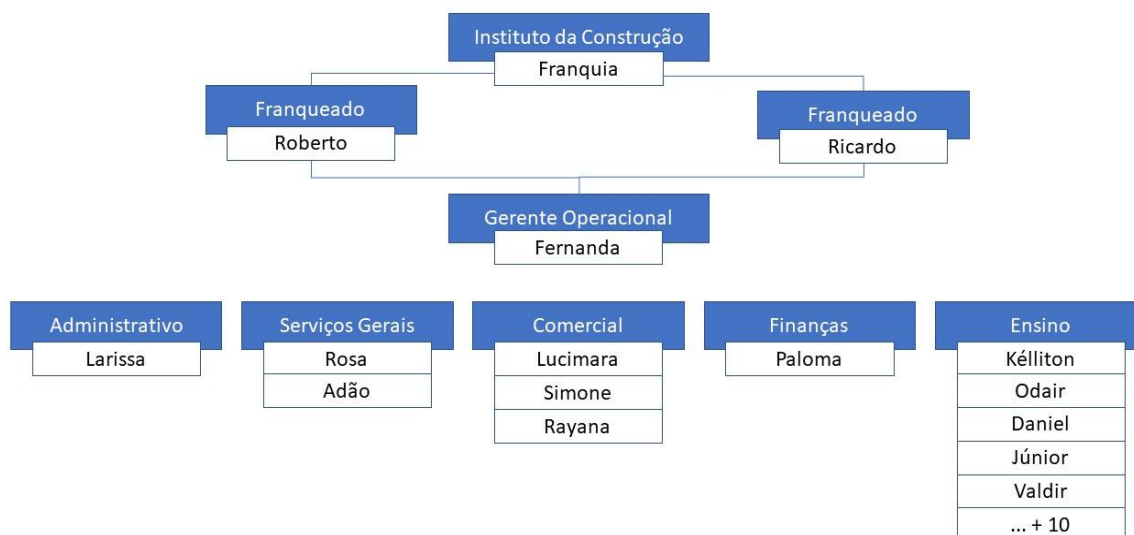 Instituto da Construção
Franquia
Franqueado
Roberto
Franqueado
Ricardo
Gerente Operacional
Fernanda
Administrativo
Larissa
Serviços Gerais
Rosa
Adão
Comercial
Lucimara
Simone
Rayana
Finanças
Paloma
Ensino
Kélliton
Odair
Daniel
Júnior
Valdir
... + 10